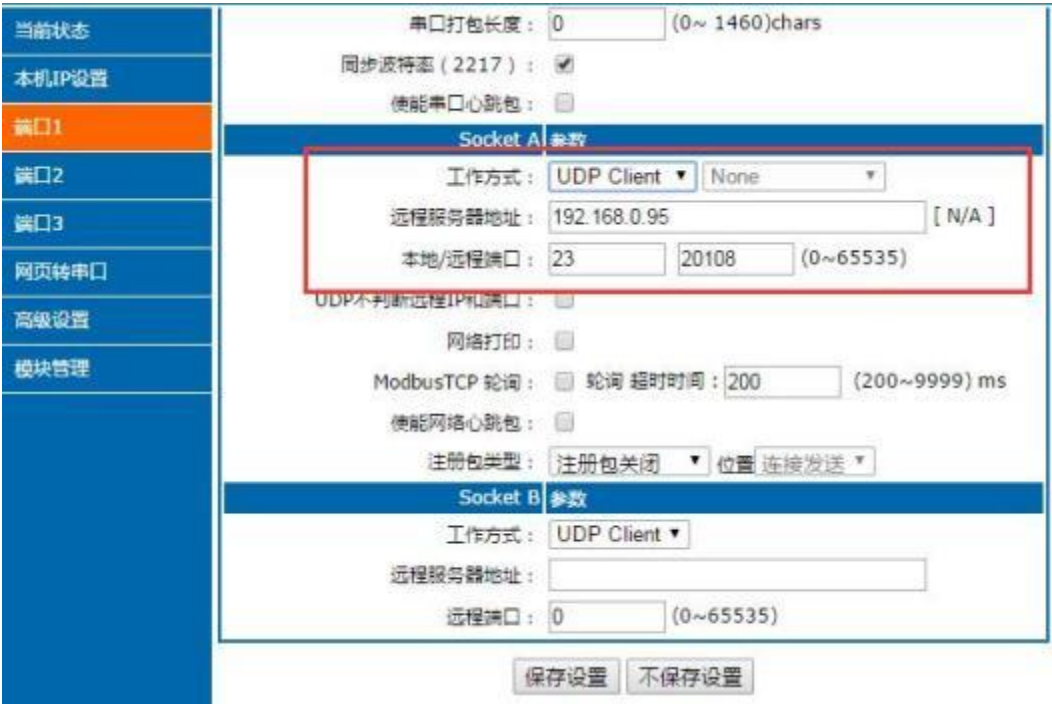 当前状态
本机IP设置
端口1
端口2
端口3
网页转串口
高级设置
模块管理
串口打包长度： 0 (0~ 1460)chars
同步波特率 ( 2217 )：
使能串口心跳包：
Socket A 参数
工作方式： UDP Client None
远程服务器地址： 192.168.0.95 [ N/A ]
本地/远程端口： 23 20108 (0~65535)
UDP不判断远程IP和端口：
网络打印：
ModbusTCP 轮询： 轮询 超时时间：200 (200~9999) ms
使能网络心跳包：
注册包类型： 注册包关闭 位置 连接发送
Socket B 参数
工作方式： UDP Client
远程服务器地址：
远程端口： 0 (0~65535)
保存设置 不保存设置